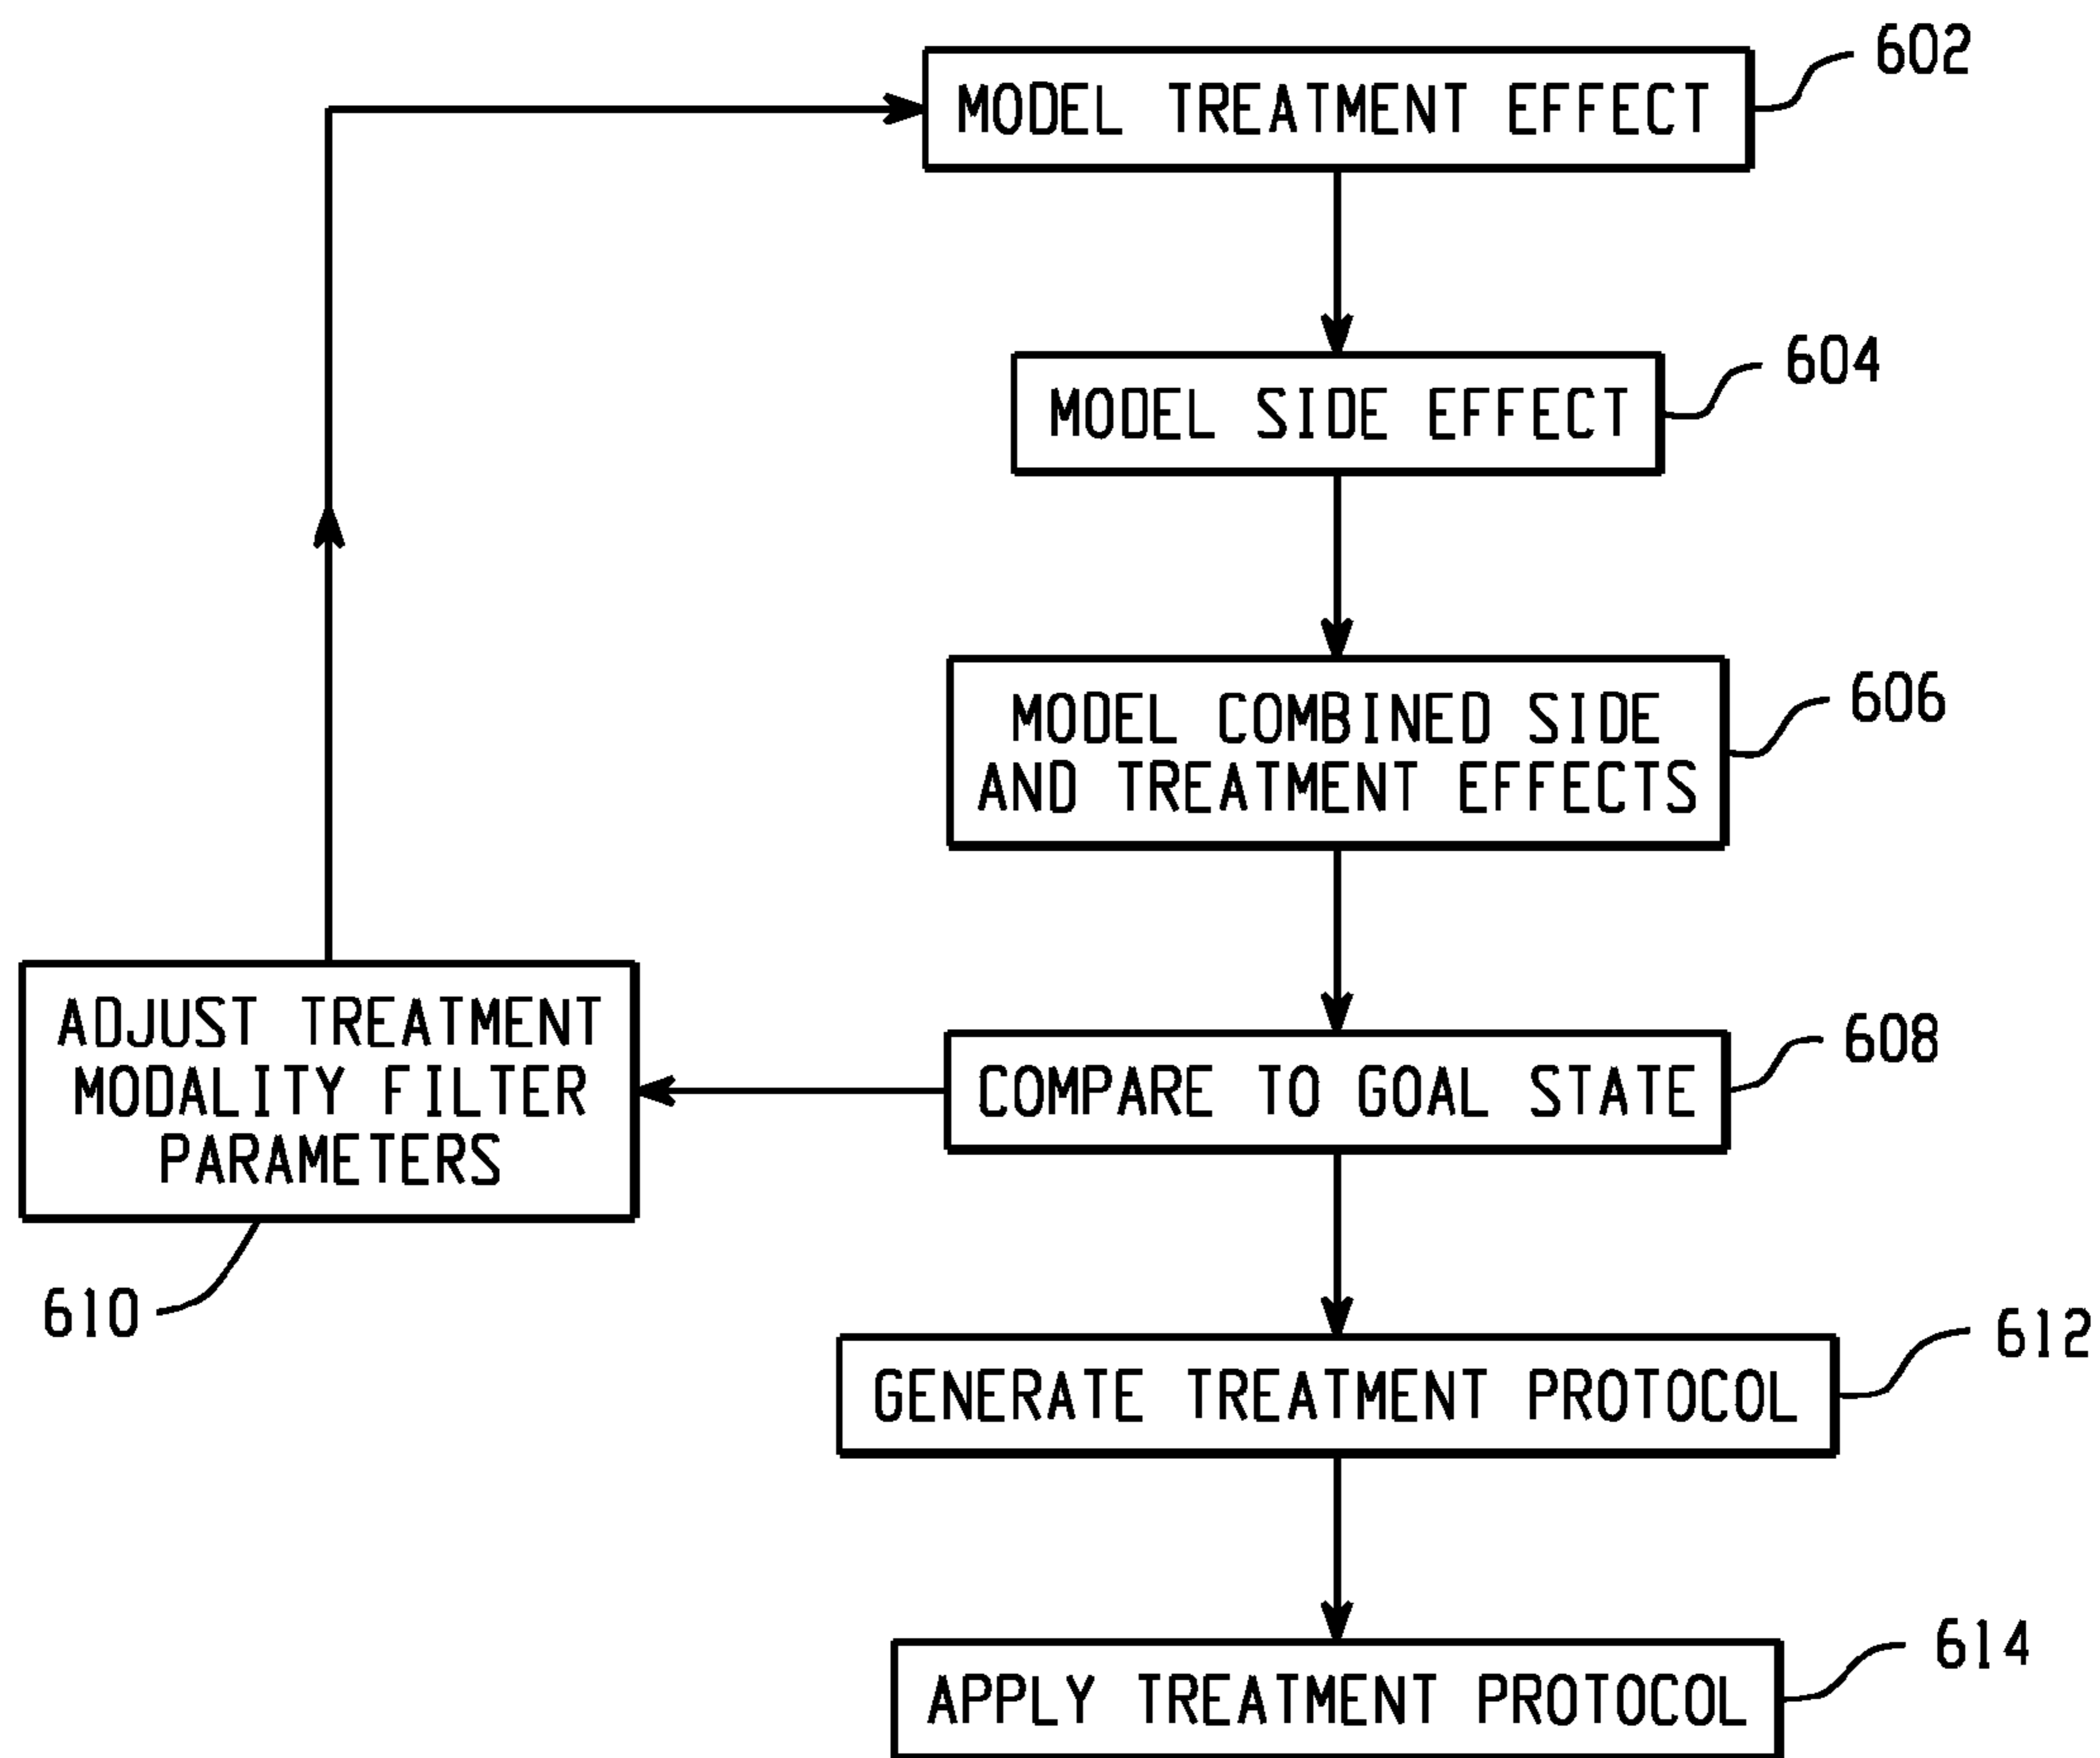 602
MODEL TREATMENT EFFECT
604
MODEL SIDE EFFECT
606
MODEL COMBINED SIDE
AND TREATMENT EFFECTS
608
COMPARE TO GOAL STATE
ADJUST TREATMENT
MODALITY FILTER
PARAMETERS
610
612
GENERATE TREATMENT PROTOCOL
614
APPLY TREATMENT PROTOCOL